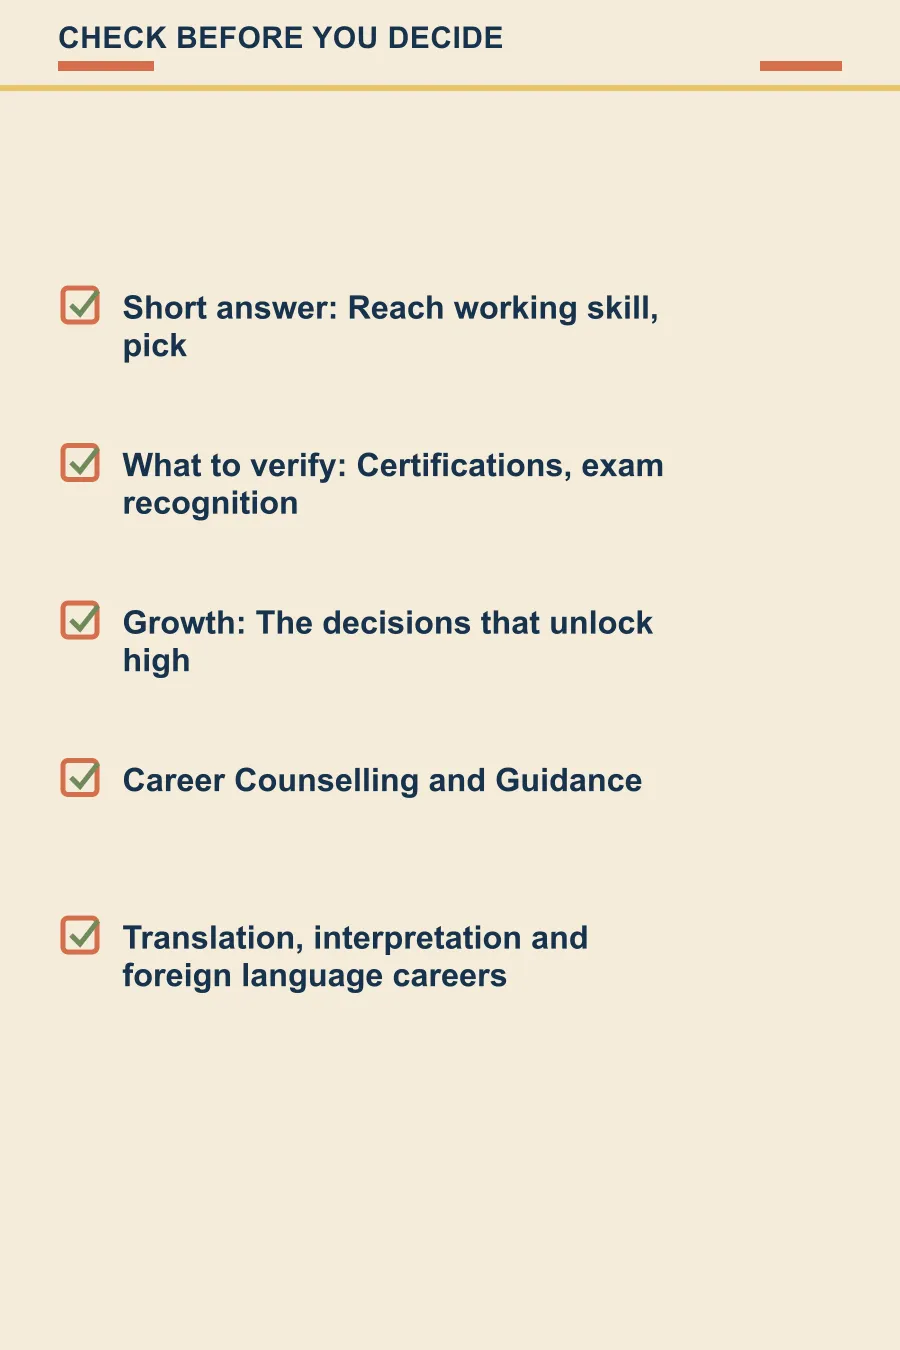 CHECK BEFORE YOU DECIDE
Short answer: Reach working skill,
pick
What to verify: Certifications, exam
recognition
Growth: The decisions that unlock
high
Career Counselling and Guidance
Translation, interpretation and
foreign language careers